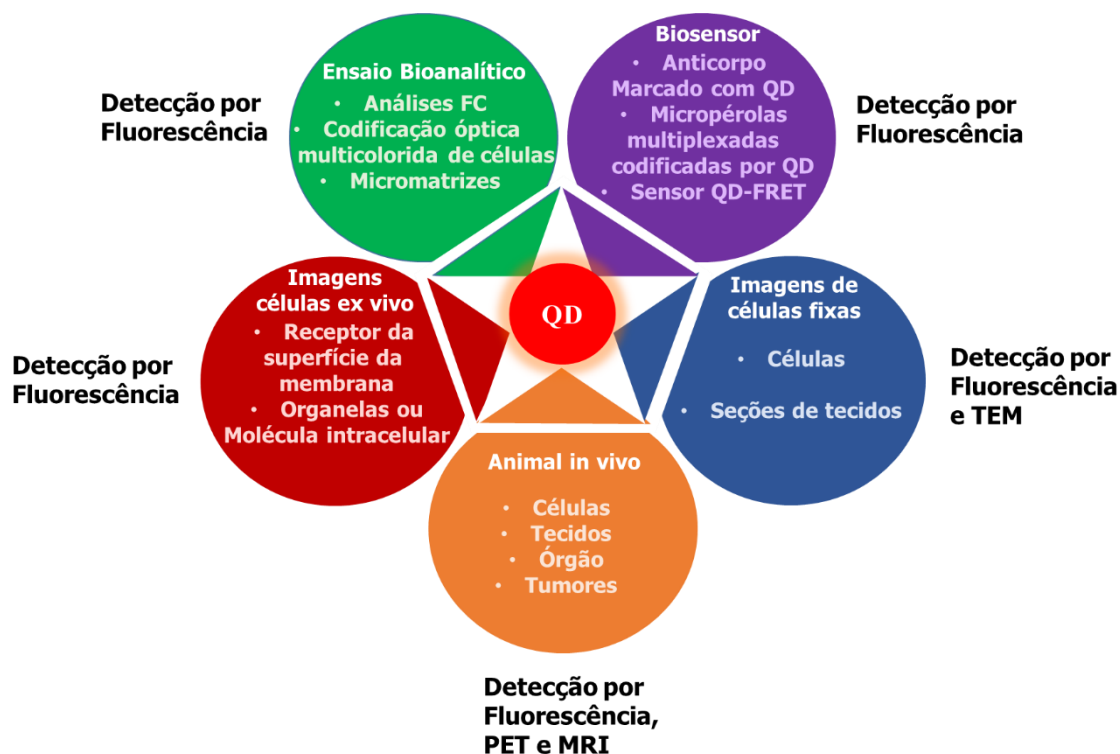 Ensaio Bioanalítico
• Análises FC
• Codificação óptica
multicolorida de células
• Micromatrizes
Detecção por
Fluorescência
Biosensor
• Anticorpo
Marcado com QD
• Micropérolas
multiplexadas
codificadas por QD
• Sensor QD-FRET
Detecção por
Fluorescência
Imagens
células ex vivo
• Receptor da
superfície da
membrana
• Organelas ou
Molécula intracelular
Detecção por
Fluorescência
QD
Imagens de
células fixas
• Células
• Seções de tecidos
Detecção por
Fluorescência
e TEM
Animal in vivo
• Células
• Tecidos
• Órgão
• Tumores
Detecção por
Fluorescência,
PET e MRI